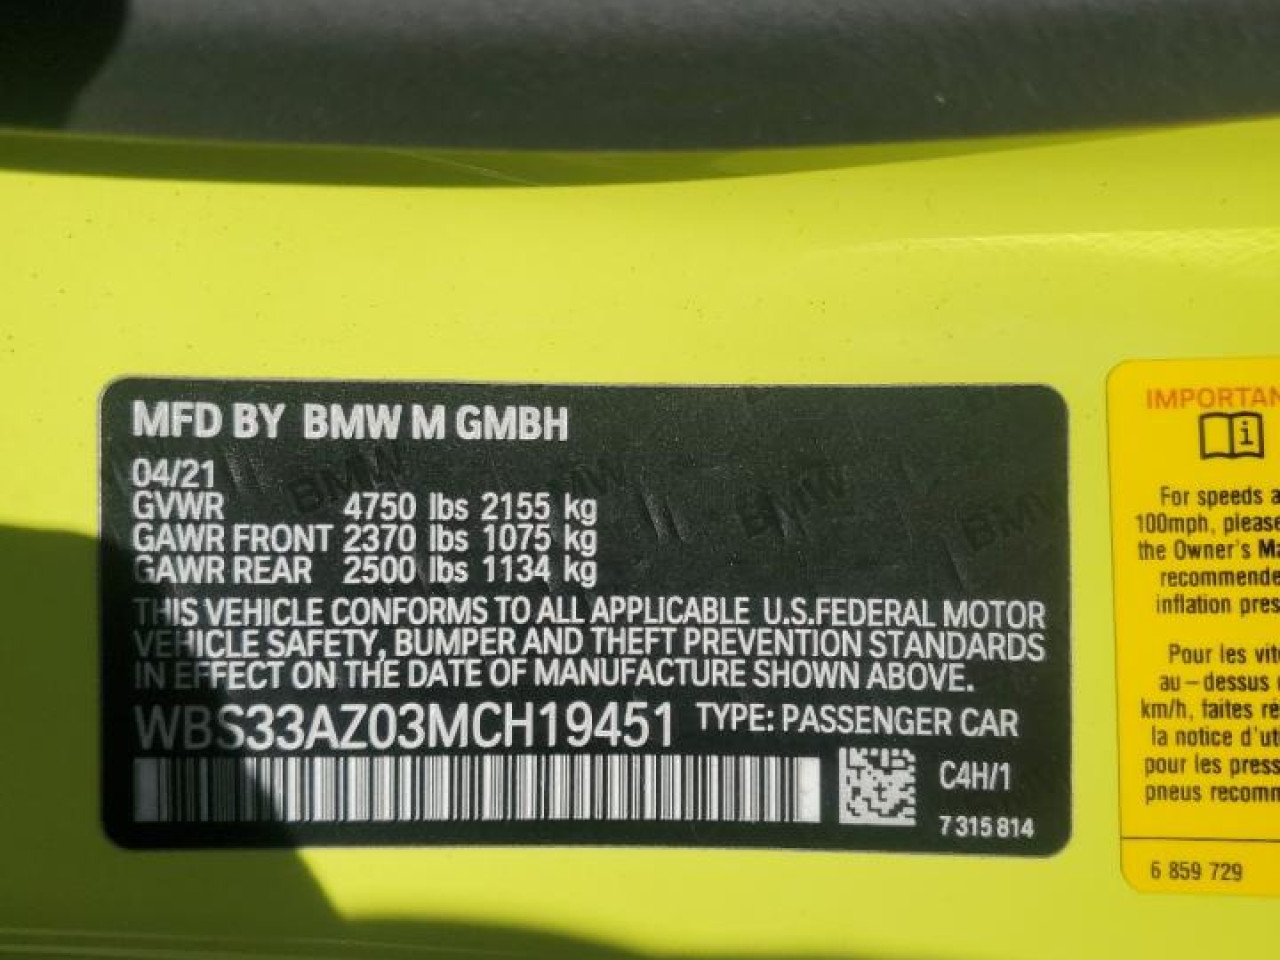 MFD BY BMW M GMBH
04/21
GVWR 4750 lbs 2155 kg
GAWR FRONT 2370 lbs 1075 kg
GAWR REAR 2500 lbs 1134 kg
THIS VEHICLE CONFORMS TO ALL APPLICABLE U.S.FEDERAL MOTOR
VEHICLE SAFETY, BUMPER AND THEFT PREVENTION STANDARDS
IN EFFECT ON THE DATE OF MANUFACTURE SHOWN ABOVE.
WBS33AZ03MCH19451 TYPE: PASSENGER CAR
C4H/1
7 315 814
IMPORTAN
For speeds a
100mph, please
the Owner's Ma
recommende
inflation pres
Pour les vite
au-dessus
km/h, faites ré
la notice d'ut
pour les press
pneus recomm
6 859 729